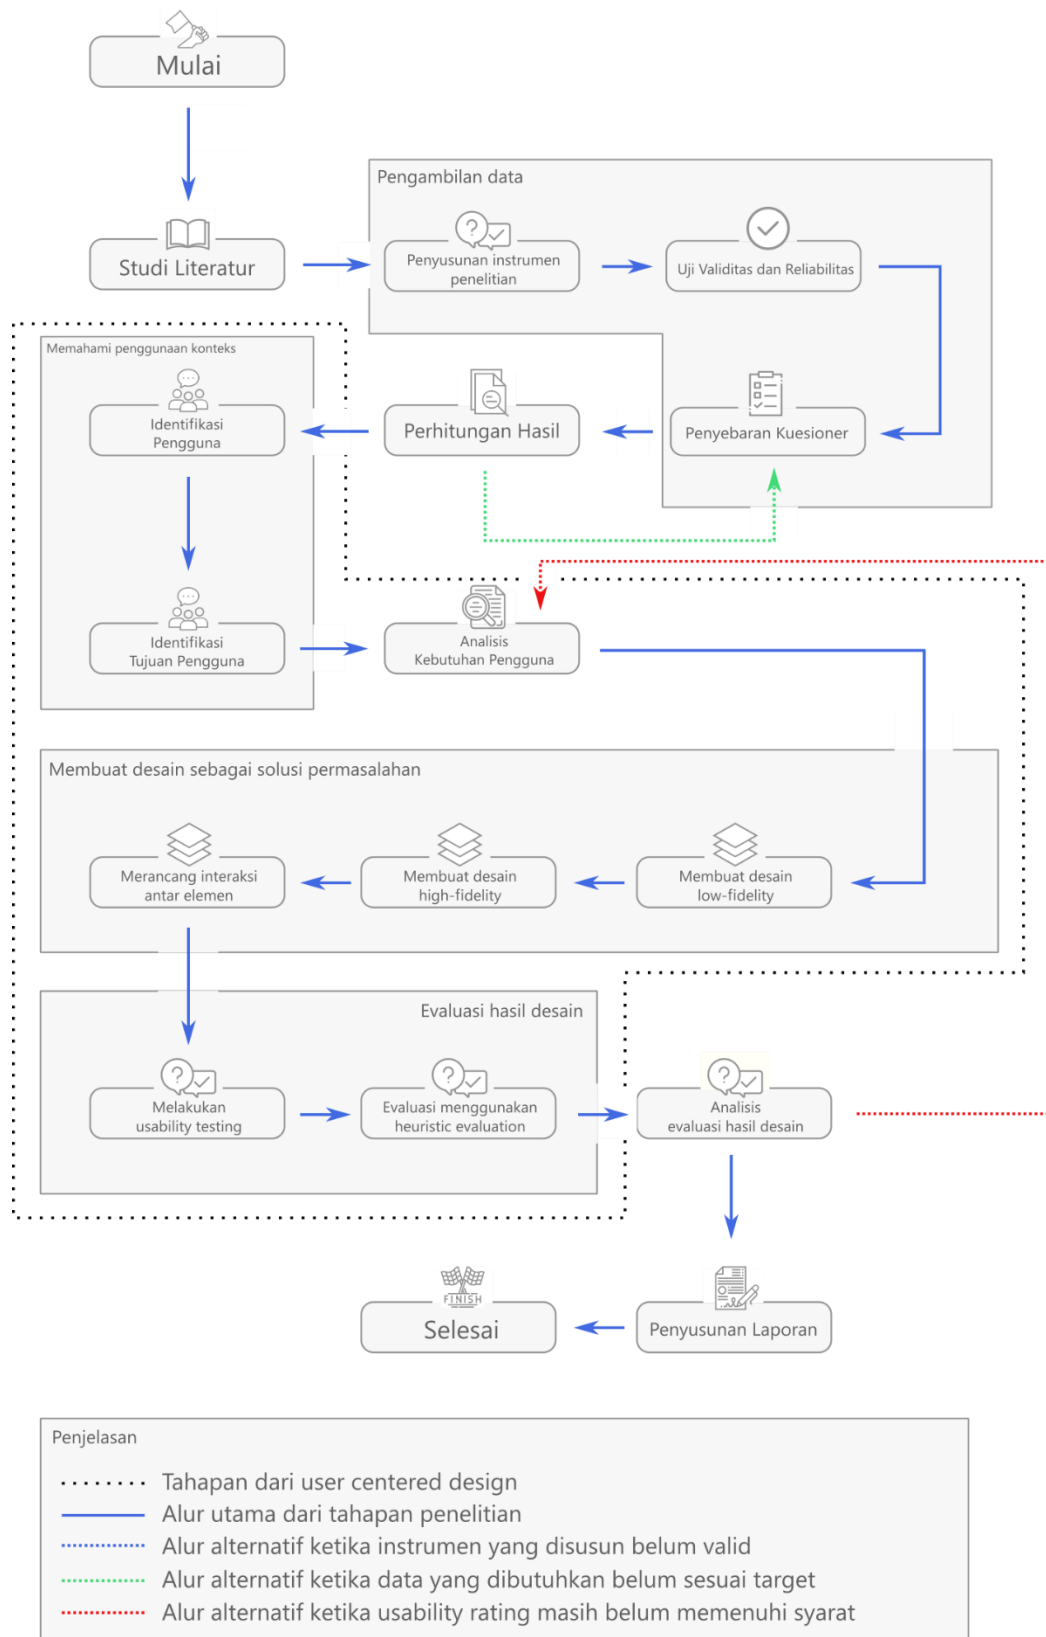 Mulai
Pengambilan data
Studi Literatur
Penyusunan instrumen
penelitian
Uji Validitas dan Reliabilitas
Memahami penggunaan konteks
Identifikasi
Pengguna
Perhitungan Hasil
Penyebaran Kuesioner
Identifikasi
Tujuan Pengguna
Analisis
Kebutuhan Pengguna
Membuat desain sebagai solusi permasalahan
Merancang interaksi
antar elemen
Membuat desain
high-fidelity
Membuat desain
low-fidelity
Evaluasi hasil desain
Melakukan
usability testing
Evaluasi menggunakan
heuristic evaluation
Analisis
evaluasi hasil desain
FINISH
Selesai
Penyusunan Laporan
Penjelasan
Tahapan dari user centered design
Alur utama dari tahapan penelitian
Alur alternatif ketika instrumen yang disusun belum valid
Alur alternatif ketika data yang dibutuhkan belum sesuai target
Alur alternatif ketika usability rating masih belum memenuhi syarat